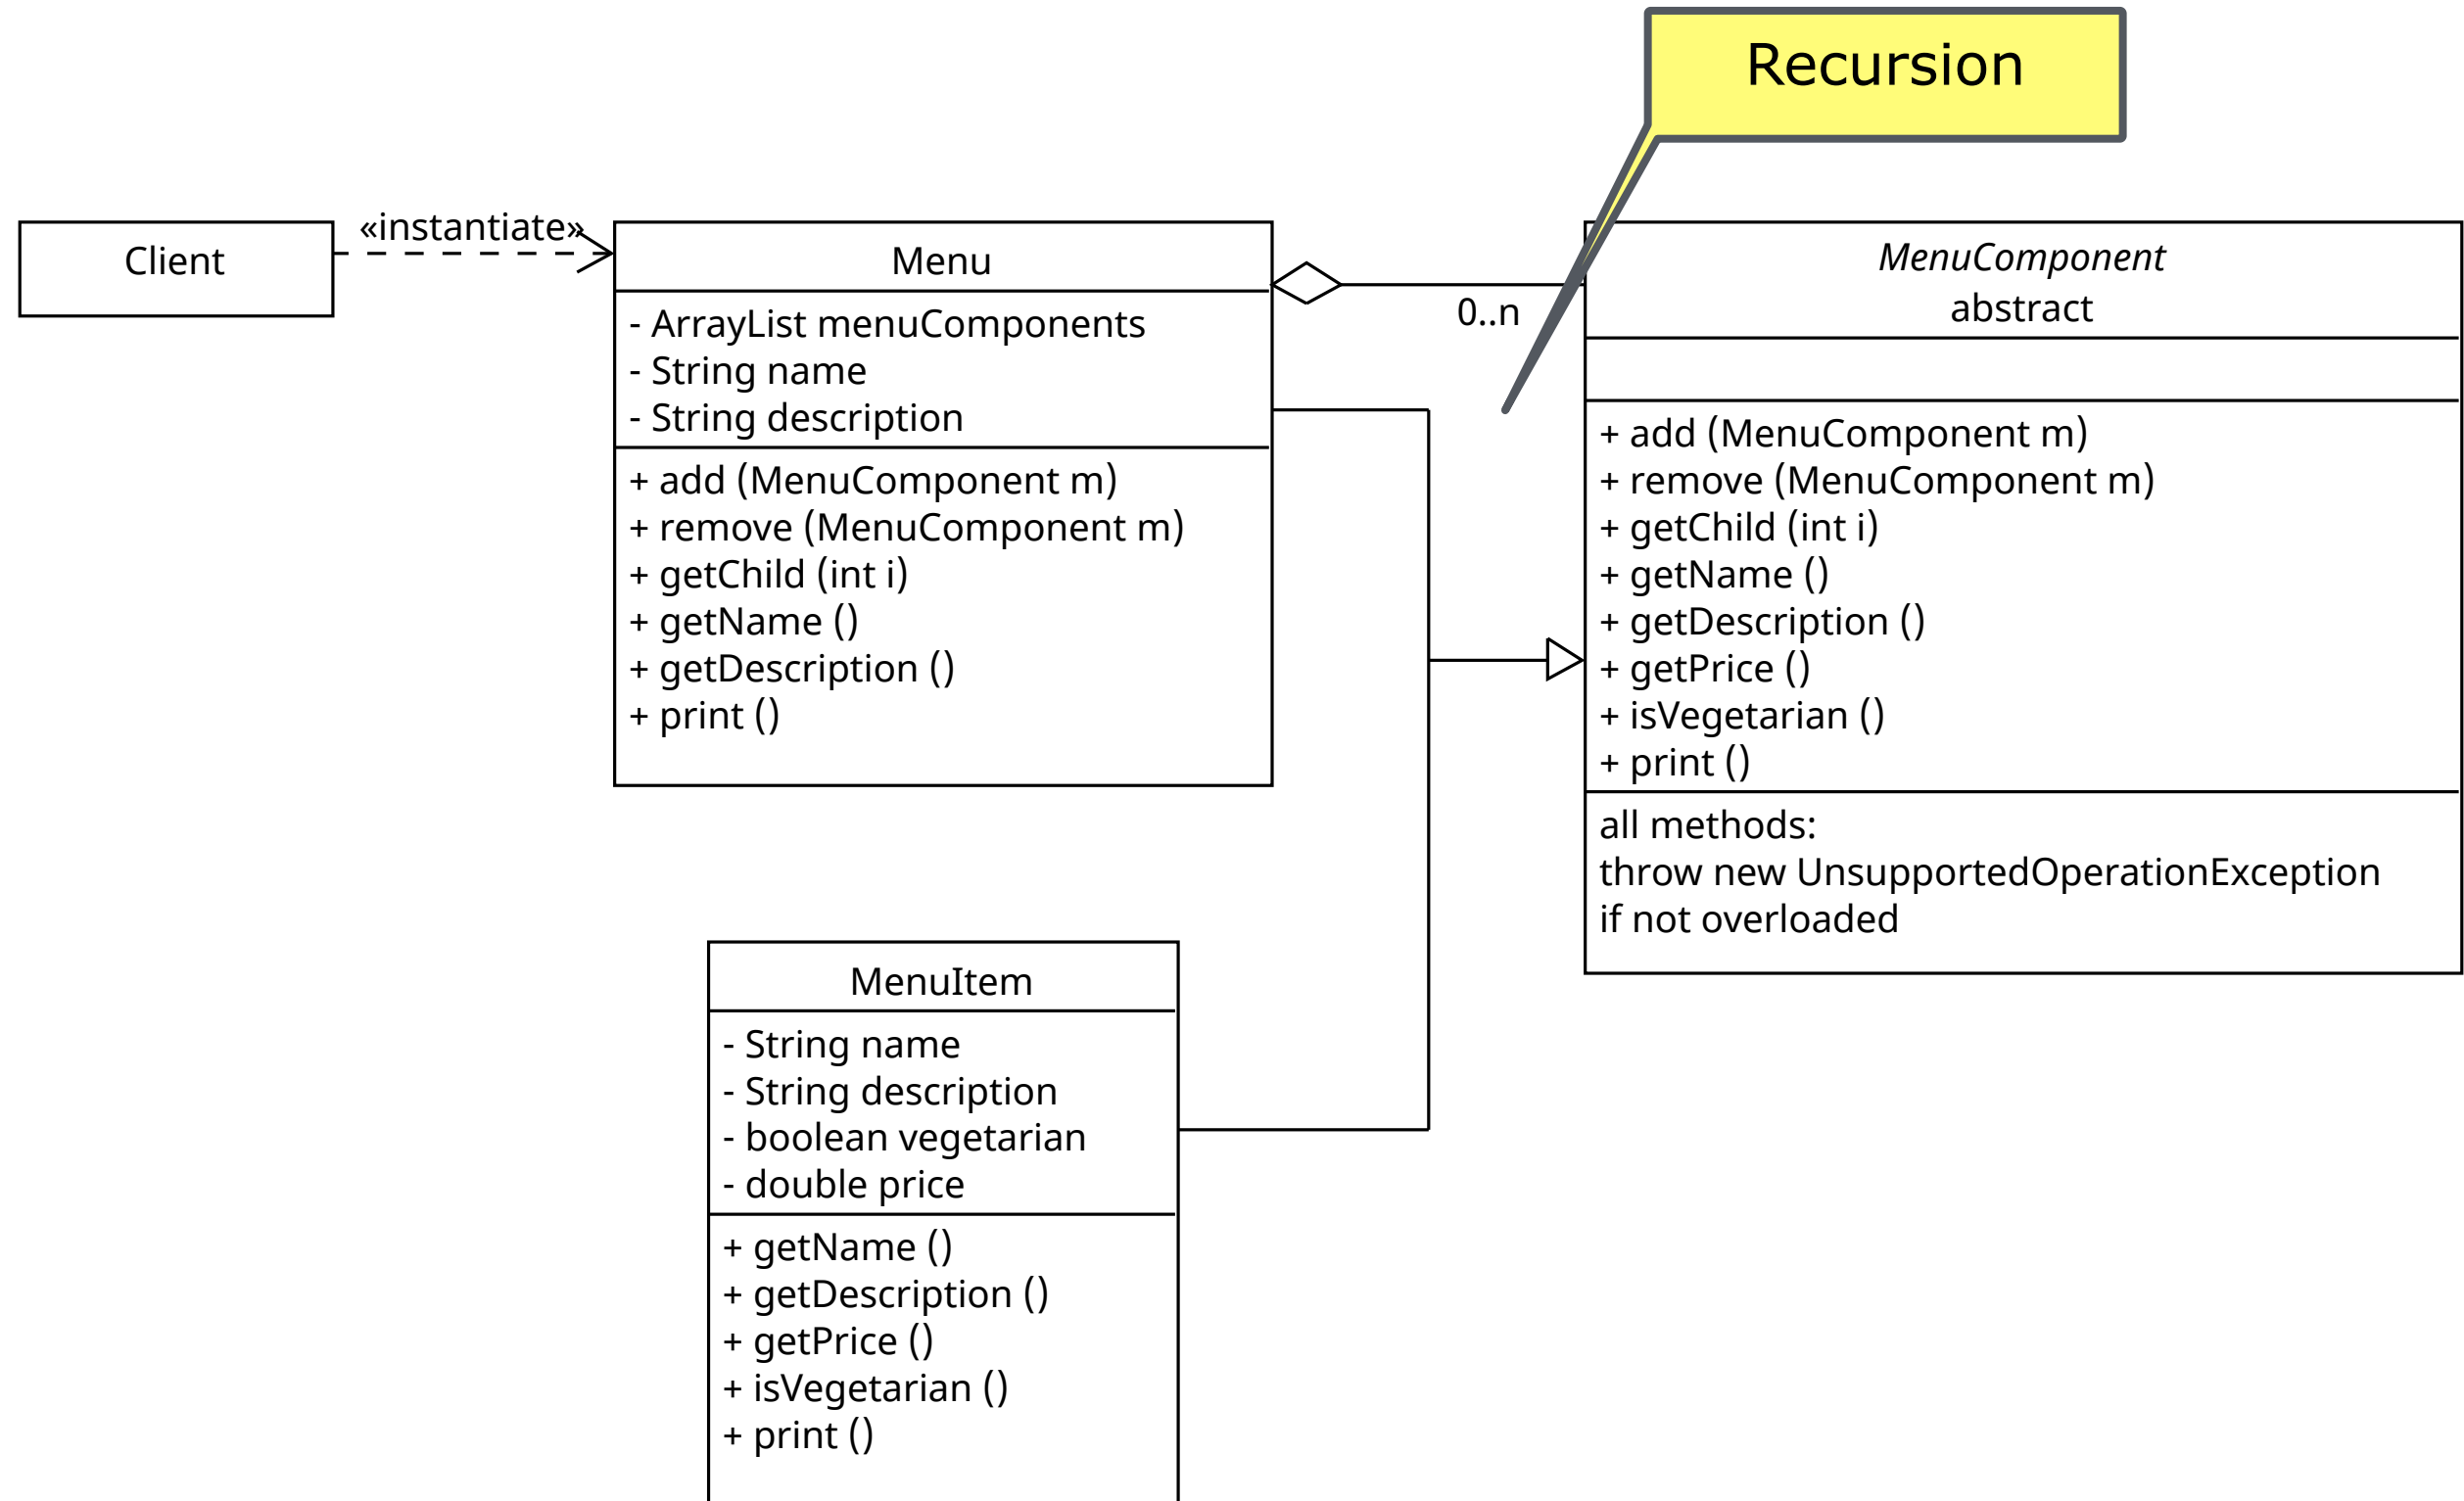 Recursion
Client
«instantiate»
Menu
- ArrayList menuComponents
- String name
- String description
+ add (MenuComponent m)
+ remove (MenuComponent m)
+ getChild (int i)
+ getName ()
+ getDescription ()
+ print ()
0..n
MenuComponent
abstract
+ add (MenuComponent m)
+ remove (MenuComponent m)
+ getChild (int i)
+ getName ()
+ getDescription ()
+ getPrice ()
+ isVegetarian ()
+ print ()
all methods:
throw new UnsupportedOperationException
if not overloaded
MenuItem
- String name
- String description
- boolean vegetarian
- double price
+ getName ()
+ getDescription ()
+ getPrice ()
+ isVegetarian ()
+ print ()